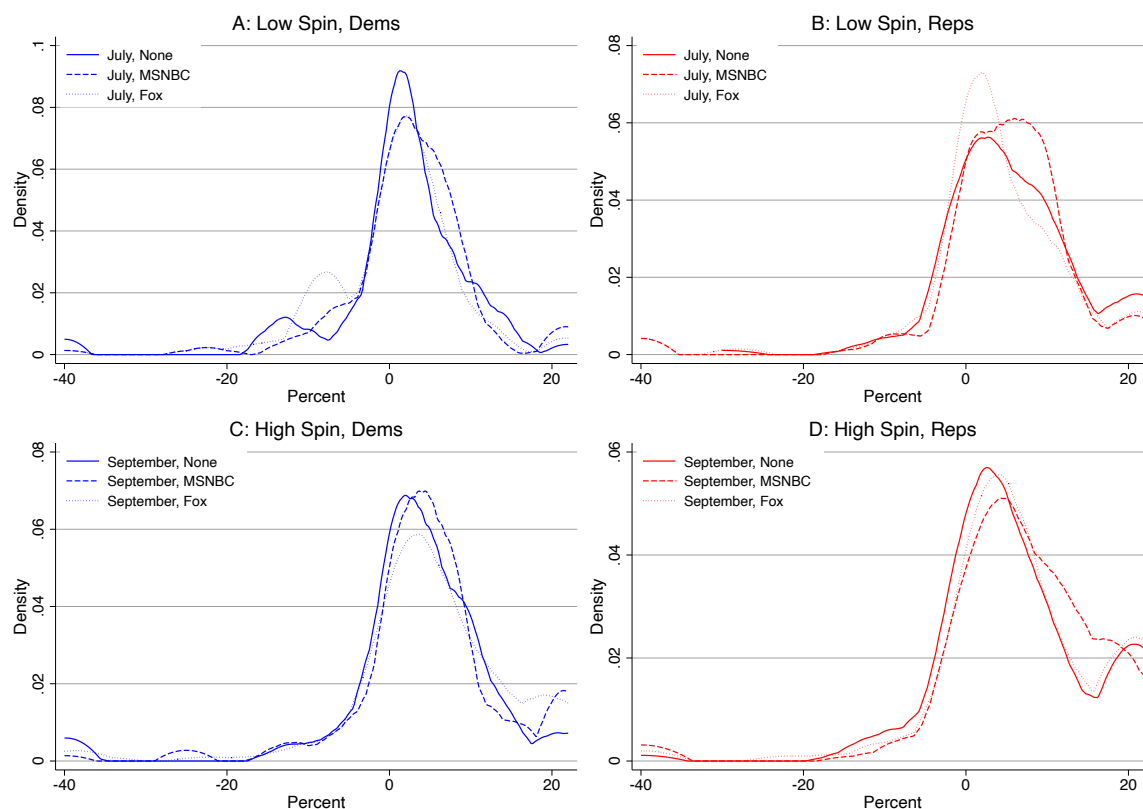 A: Low Spin, Dems
July, None
July, MSNBC
July, Fox
.1
.08
.06
.04
.02
0
Density
-40
-20
0
20
Percent
B: Low Spin, Reps
July, None
July, MSNBC
July, Fox
.08
.06
.04
.02
0
Density
-40
-20
0
20
Percent
C: High Spin, Dems
September, None
September, MSNBC
September, Fox
.08
.06
.04
.02
0
Density
-40
-20
0
20
Percent
D: High Spin, Reps
September, None
September, MSNBC
September, Fox
.06
.04
.02
0
Density
-40
-20
0
20
Percent